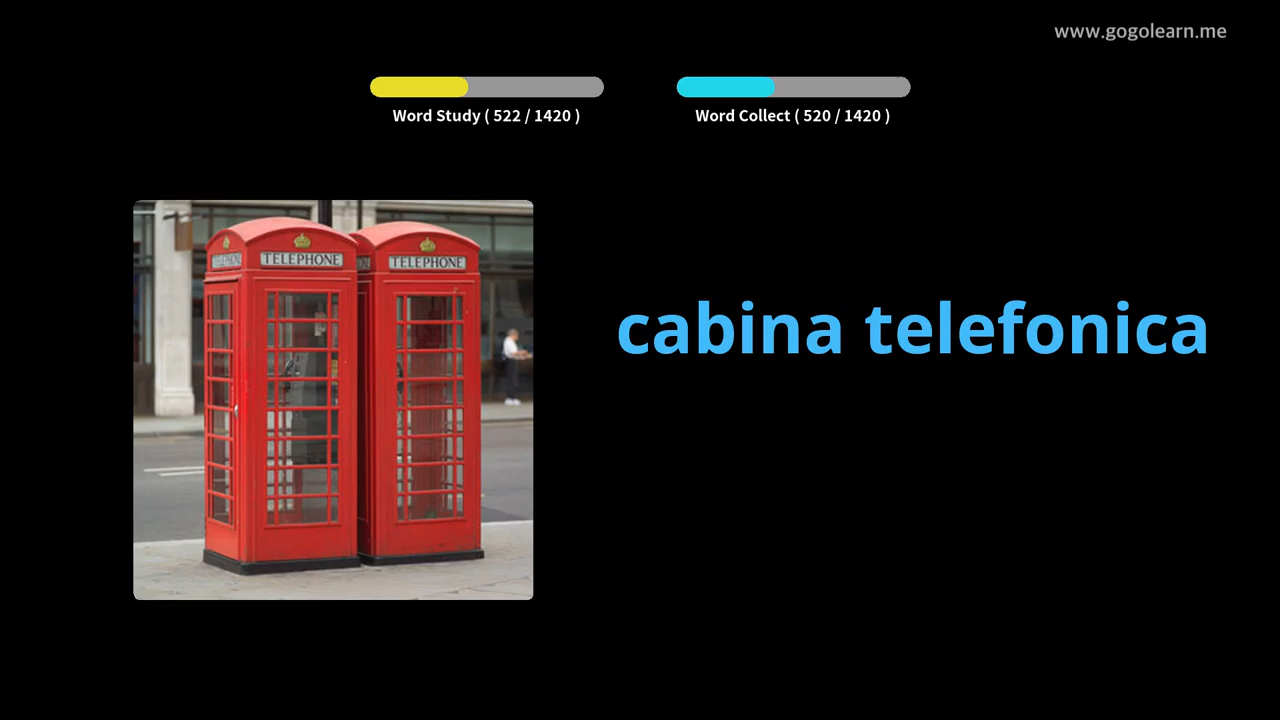 www.gogolearn.me
Word Study ( 522 / 1420 )
Word Collect ( 520 / 1420 )
TELEPHONE
TELEPHONE
cabina telefonica